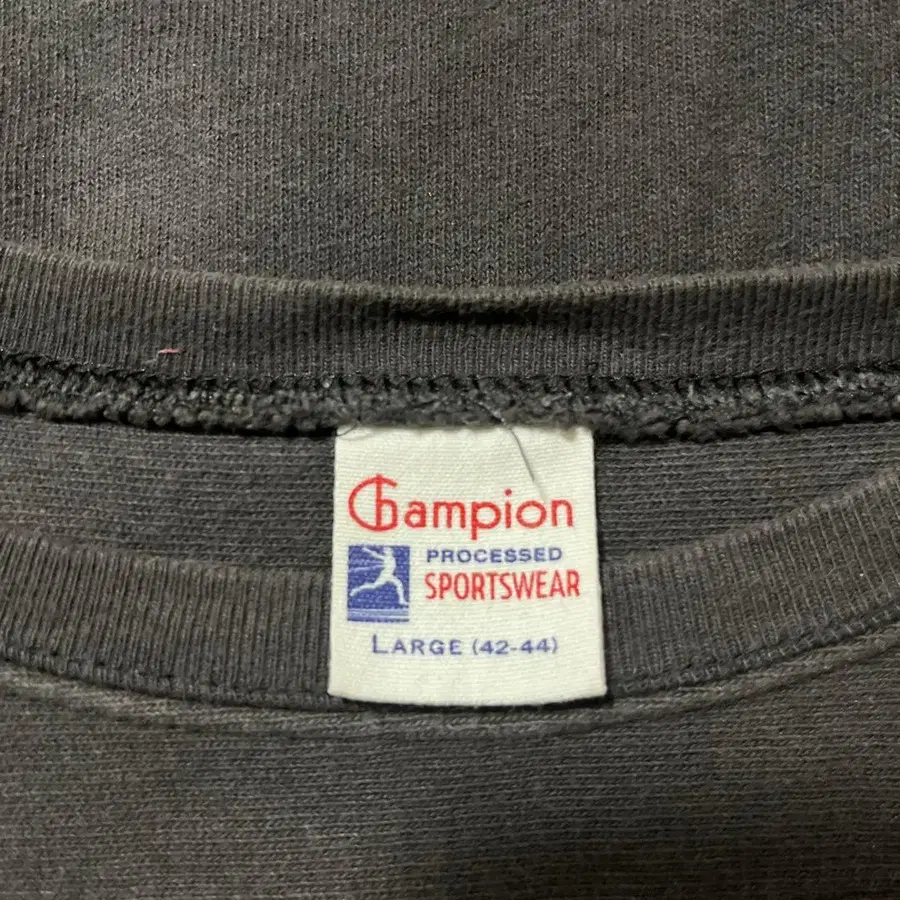 Champion
PROCESSED
SPORTSWEAR
LARGE (42-44)